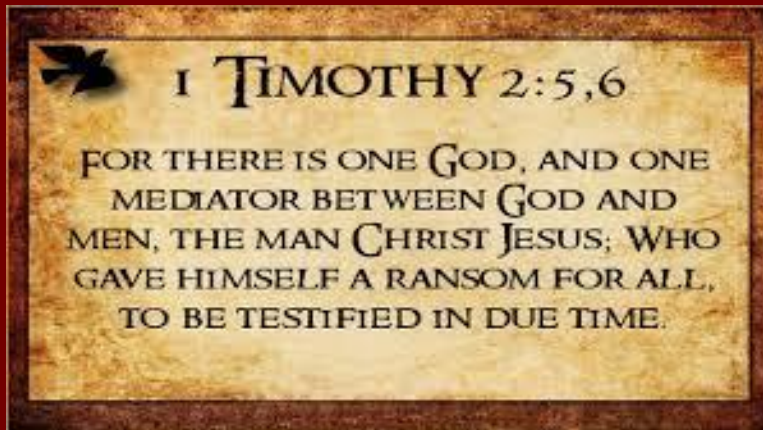 1 TIMOTHY 2:5,6
FOR THERE IS ONE GOD, AND ONE
MEDIATOR BETWEEN GOD AND
MEN, THE MAN CHRIST JESUS; WHO
GAVE HIMSELF A RANSOM FOR ALL,
TO BE TESTIFIED IN DUE TIME.